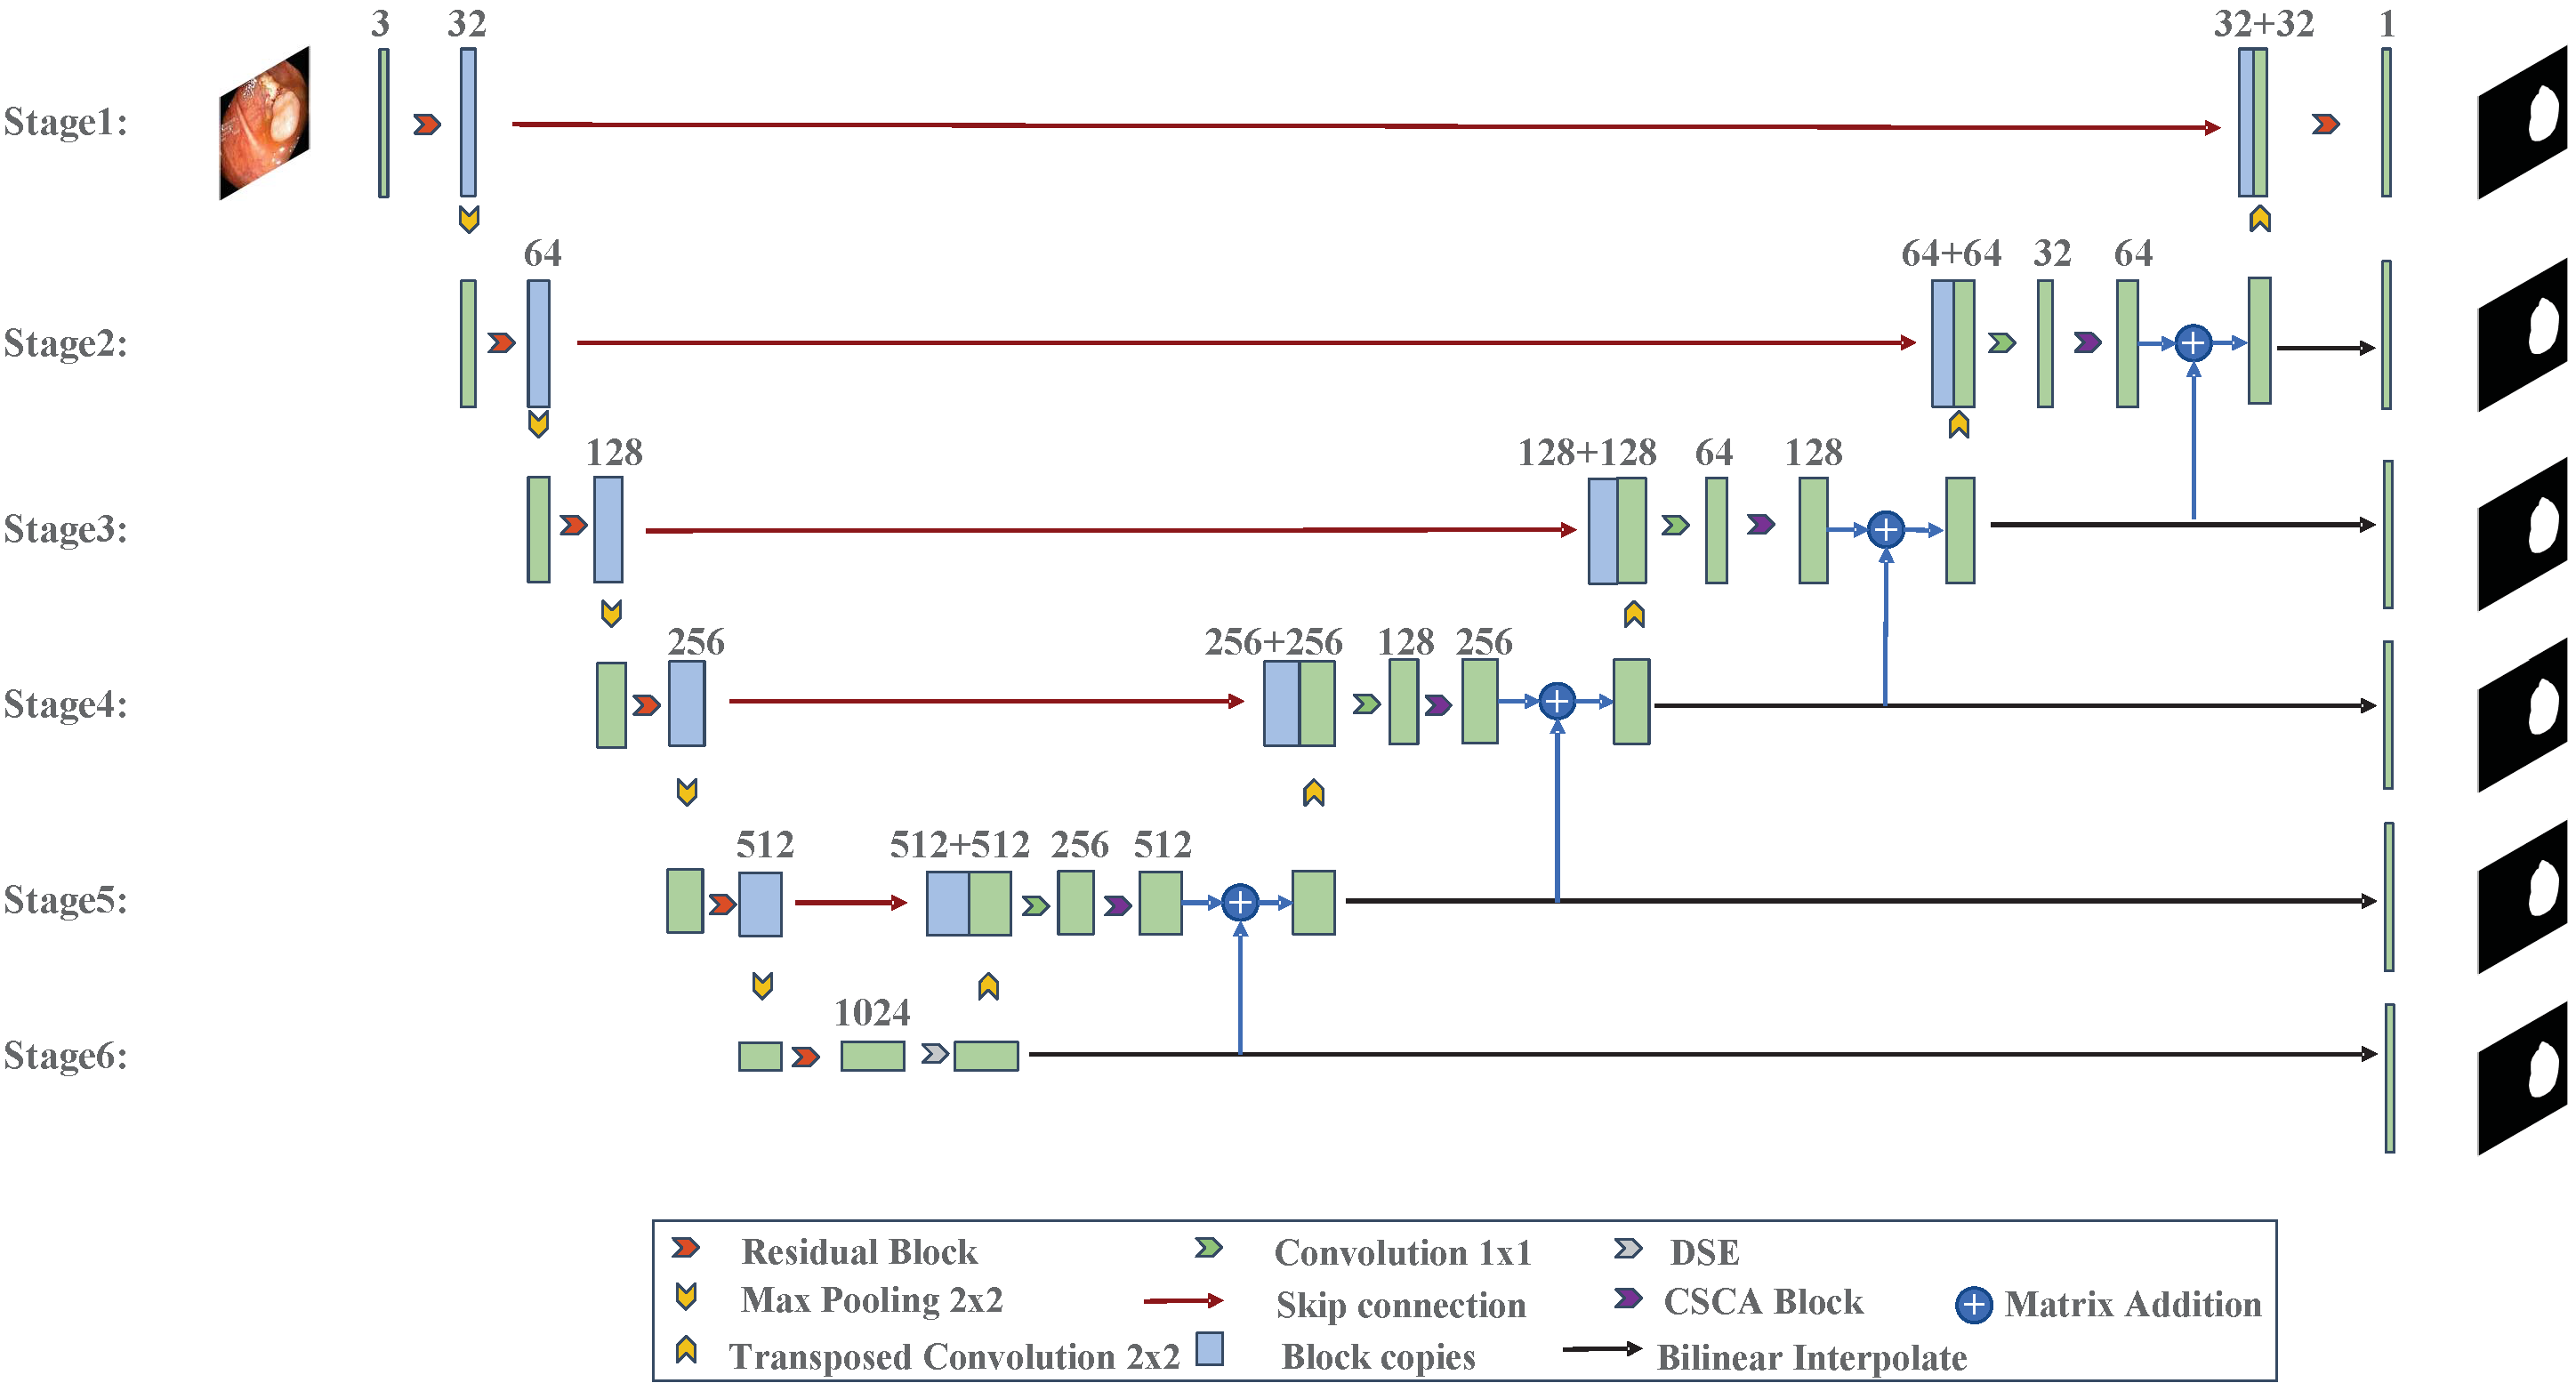 3 32 32+32 1
Stage1:
64 64+64 32 64
Stage2:
128 128+128 64 128
Stage3:
256 256+256 128 256
Stage4:
512 512+512 256 512
Stage5:
1024
Stage6:
Residual Block Convolution 1x1 DSE
Max Pooling 2x2 Skip connection CSCA Block Matrix Addition
Transposed Convolution 2x2 Block copies Bilinear Interpolate